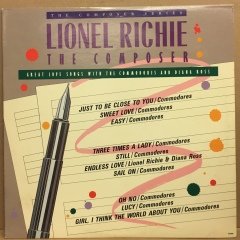 THE COMPOSER SERIES
LIONEL RICHIE
THE COMPOSER
GREAT LOVE SONGS WITH THE COMMODORES AND DIANA ROSS
JUST TO BE CLOSE TO YOU/Commodores
SWEET LOVE/Commodores
EASY/Commodores
THREE TIMES A LADY/Commodores
STILL/Commodores
ENDLESS LOVE/Lionel Richie & Diana Ross
SAIL ON/Commodores
OH NO/Commodores
LUCY/Commodores
GIRL, I THINK THE WORLD ABOUT YOU/Commodores